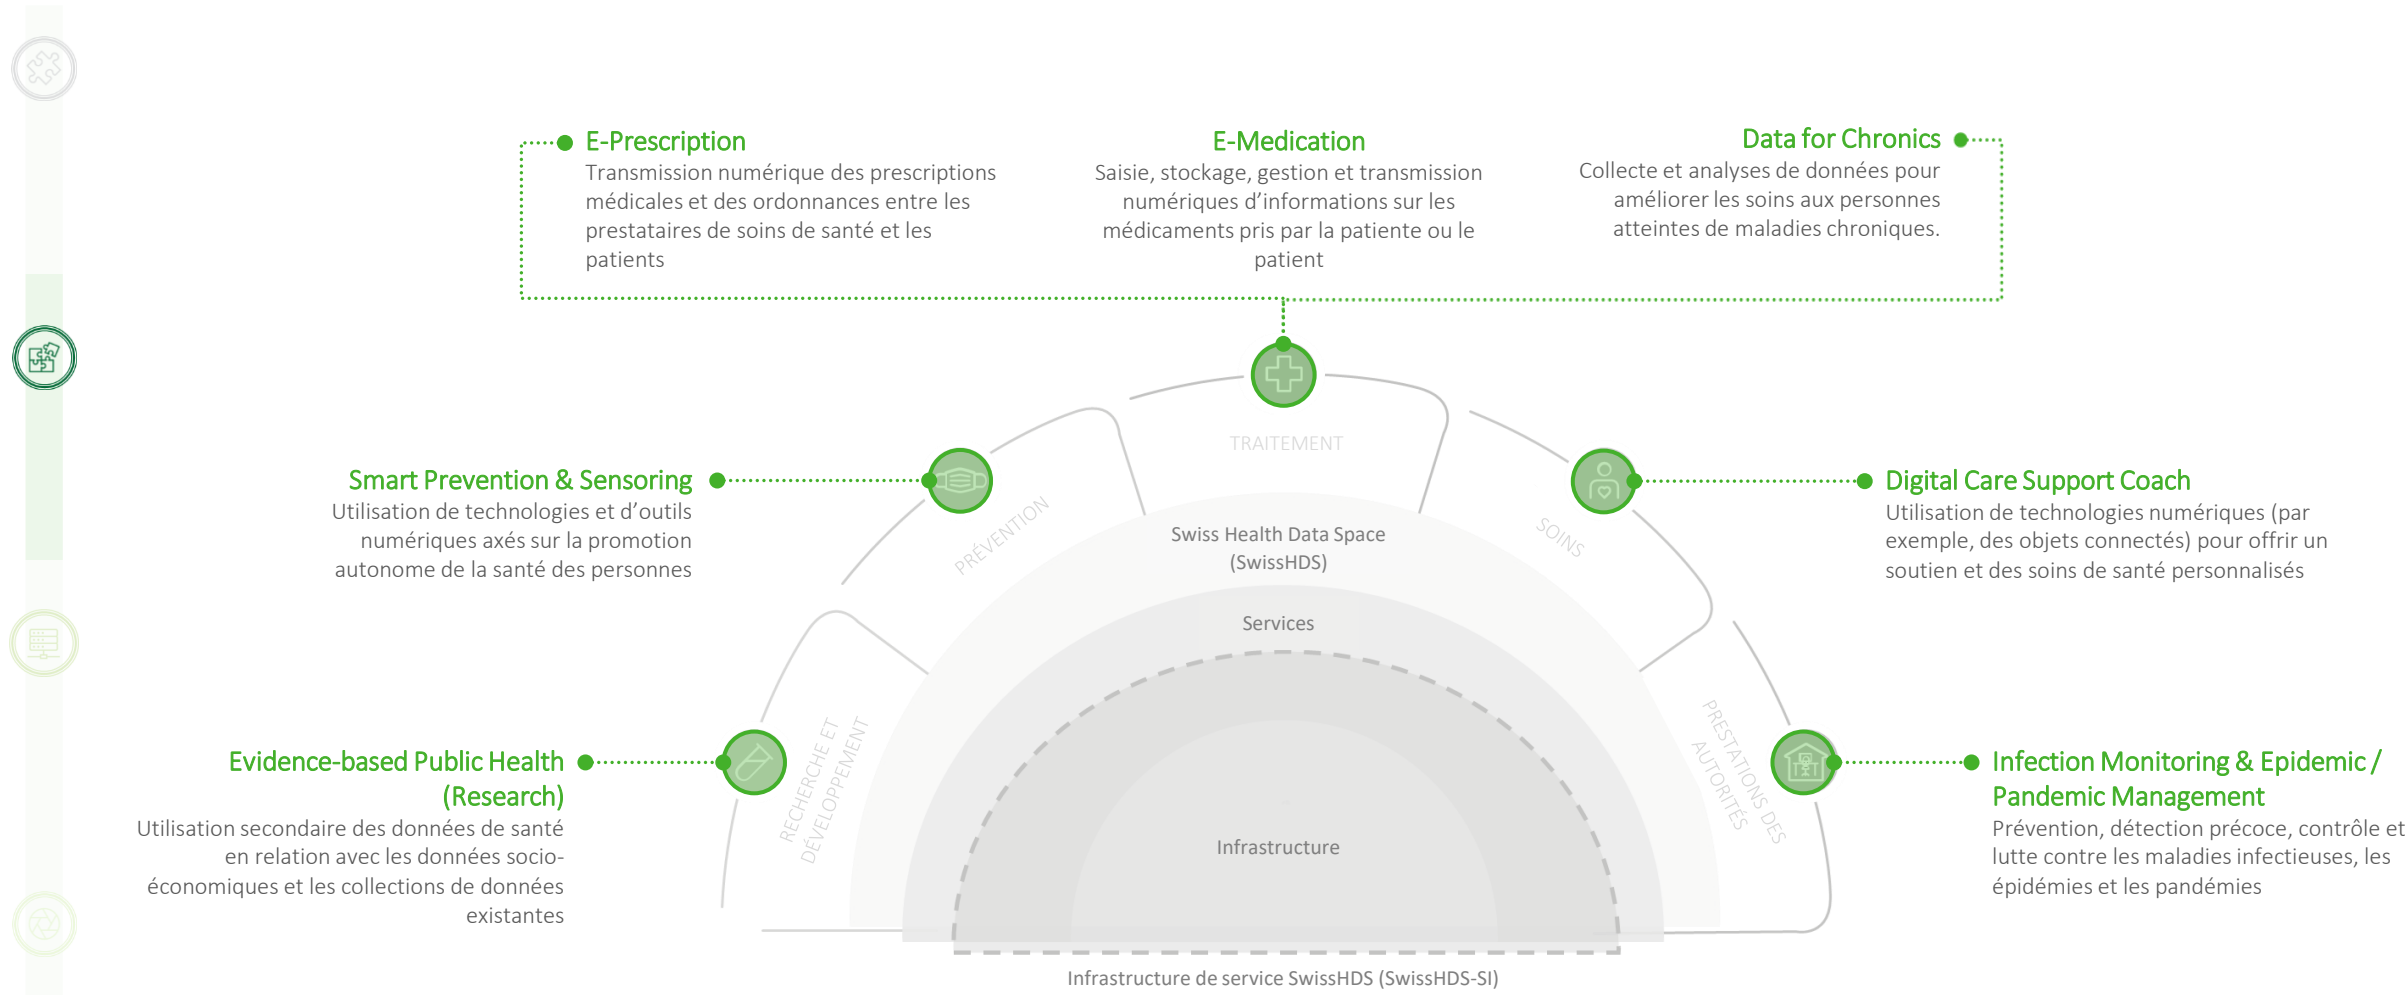 E-Prescription
Transmission numérique des prescriptions
médicales et des ordonnances entre les
prestataires de soins de santé et les
patients
E-Medication
Saisie, stockage, gestion et transmission
numériques d’informations sur les
médicaments pris par la patiente ou le
patient
Data for Chronics
Collecte et analyses de données pour
améliorer les soins aux personnes
atteintes de maladies chroniques.
Smart Prevention & Sensoring
Utilisation de technologies et d’outils
numériques axés sur la promotion
autonome de la santé des personnes
Digital Care Support Coach
Utilisation de technologies numériques (par
exemple, des objets connectés) pour offrir un
soutien et des soins de santé personnalisés
Evidence-based Public Health
(Research)
Utilisation secondaire des données de santé
en relation avec les données socio-
économiques et les collections de données
existantes
Infection Monitoring & Epidemic /
Pandemic Management
Prévention, détection précoce, contrôle et
lutte contre les maladies infectieuses, les
épidémies et les pandémies
RECHERCHE ET
DÉVELOPPEMENT
PRÉVENTION
TRAITEMENT
SOINS
PRESTATIONS DES
AUTORITÉS
Swiss Health Data Space
(SwissHDS)
Services
Infrastructure
Infrastructure de service SwissHDS (SwissHDS-SI)